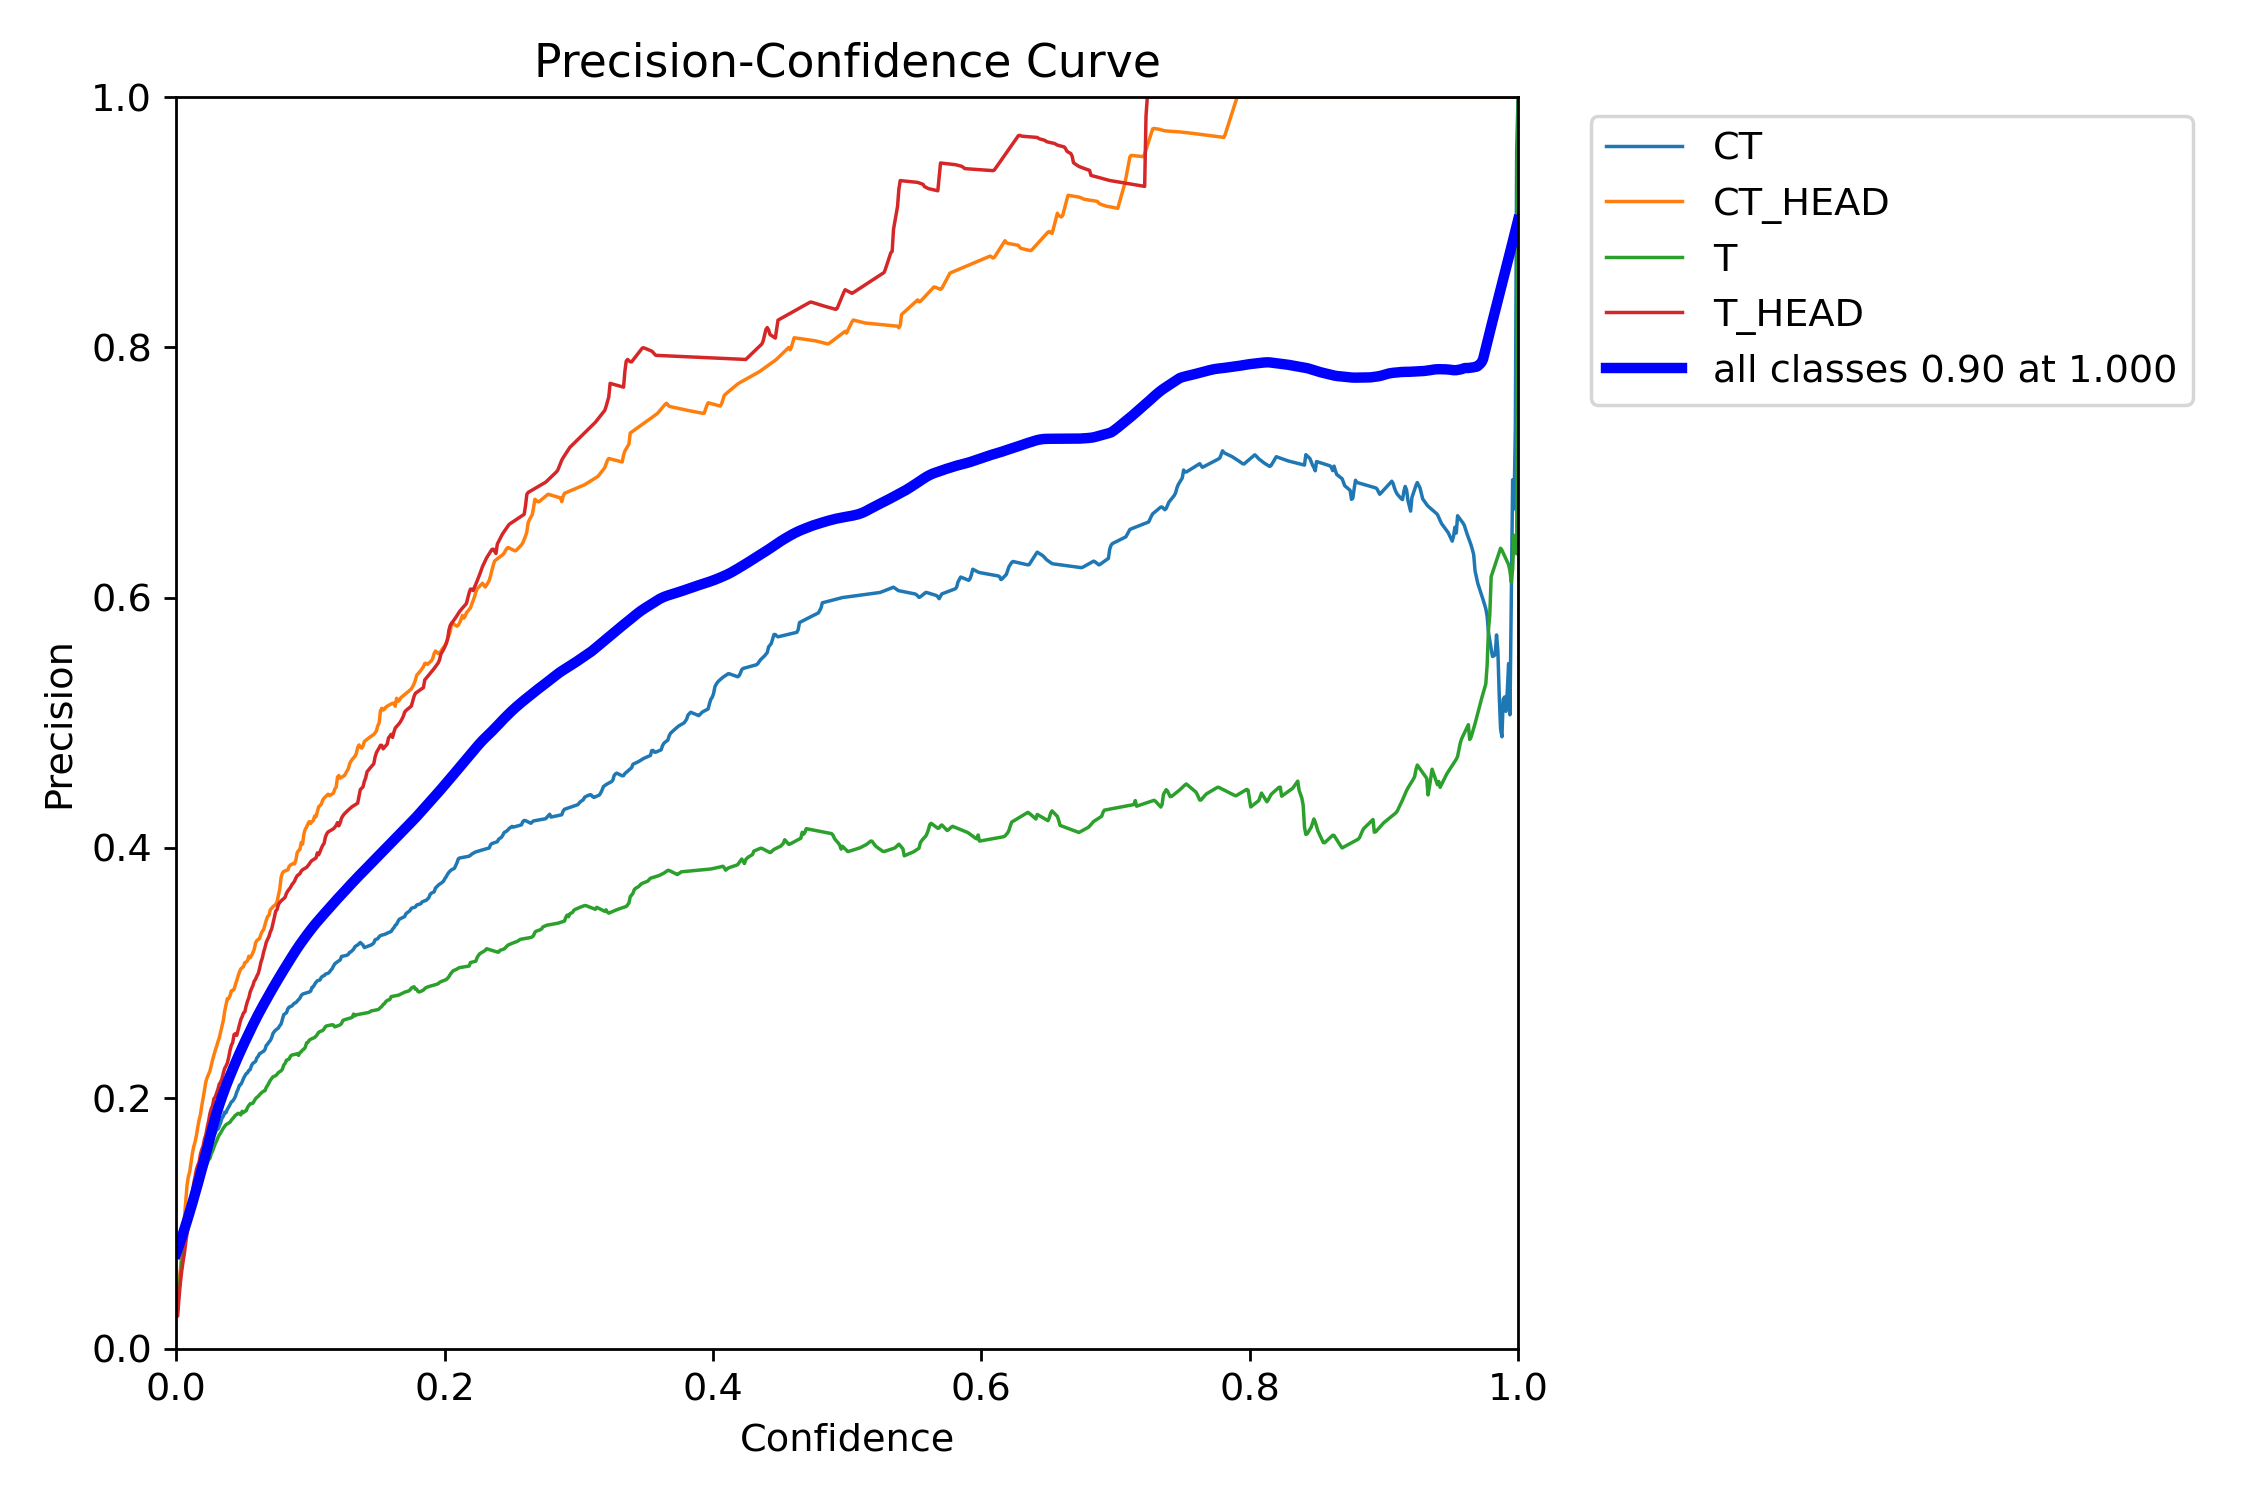 Precision-Confidence Curve
1.0
0.8
0.6
0.4
0.2
0.0
Precision
0.0 0.2 0.4 0.6 0.8 1.0
Confidence
CT
CT_HEAD
T
T_HEAD
all classes 0.90 at 1.000